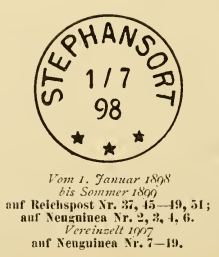 STEPHANSORT
1/7
98
Vom 1. Januar 1898
bis Sommer 1899
auf Reichspost Nr. 37, 45—49, 51;
auf Neuguinea Nr. 2, 3, 4, 6.
Vereinzelt 1907
auf Neuguinea Nr. 7—19.